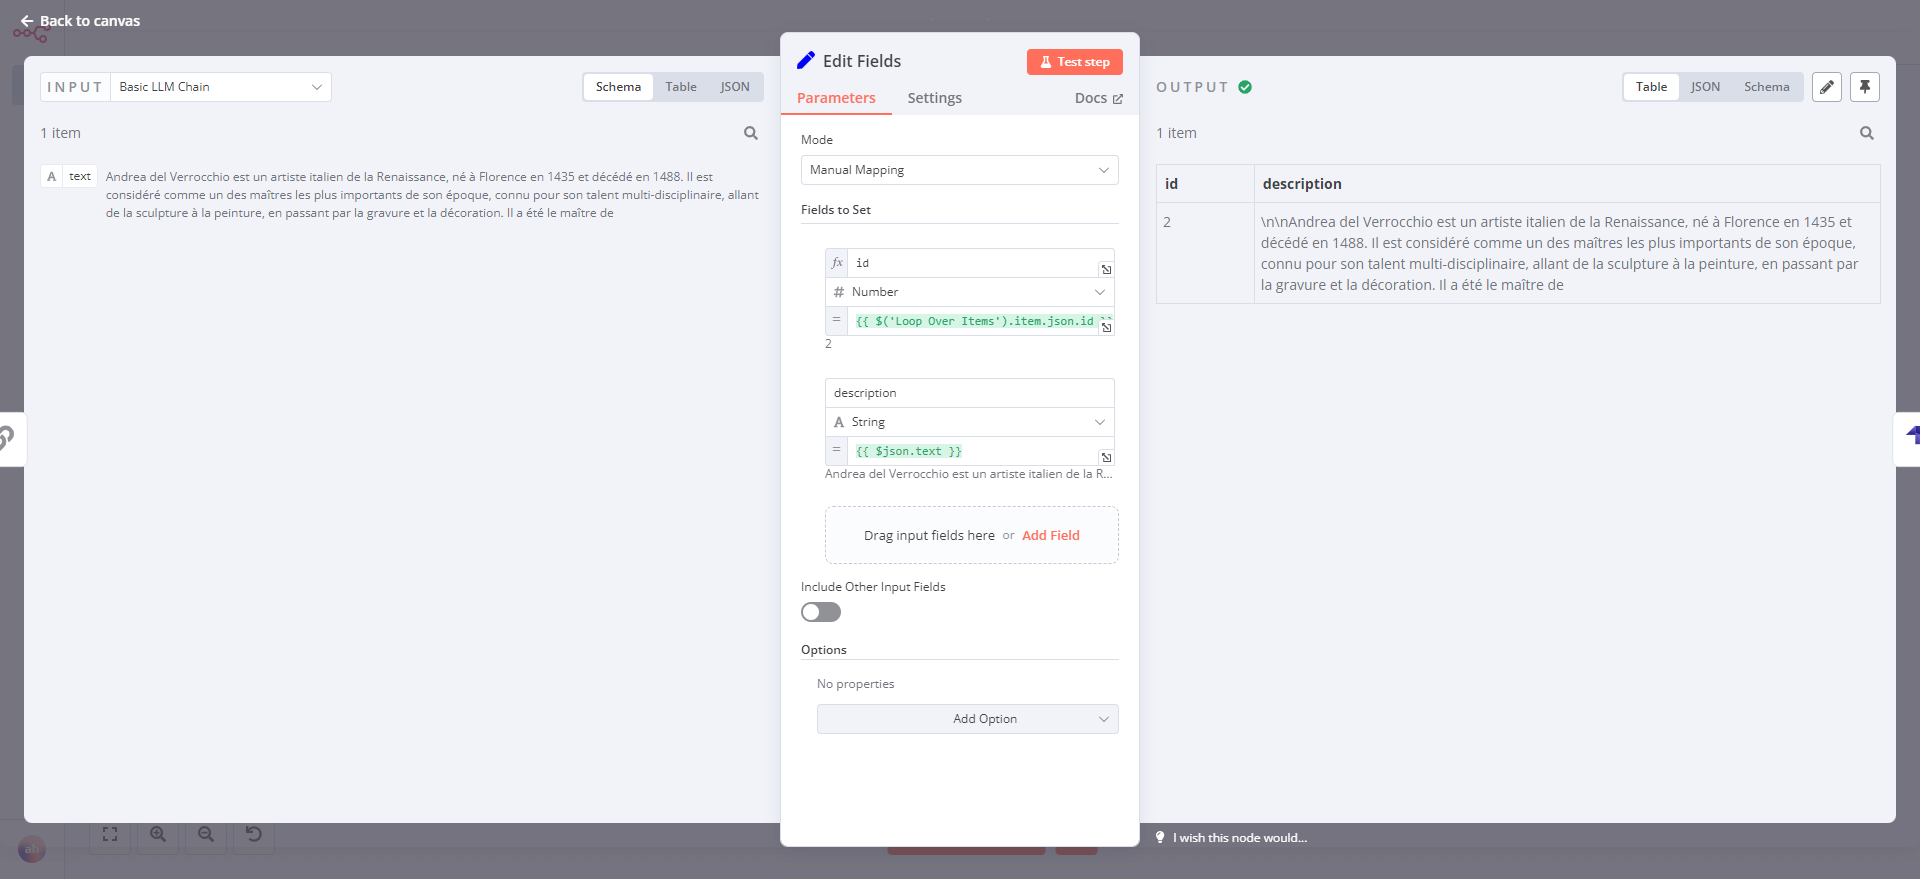 Back to canvas
INPUT Basic LLM Chain
Schema Table JSON
1 item
A text Andrea del Verrocchio est un artiste italien de la Renaissance, né à Florence en 1435 et décédé en 1488. Il est
considéré comme un des maîtres les plus importants de son époque, connu pour son talent multi-disciplinaire, allant
de la sculpture à la peinture, en passant par la gravure et la décoration. Il a été le maître de
Edit Fields
Test step
Parameters Settings Docs
Mode
Manual Mapping
Fields to Set
fx id
# Number
= {{ $('Loop Over Items').item.json.id }}
2
description
A String
= {{ $json.text }}
Andrea del Verrocchio est un artiste italien de la R...
Drag input fields here or Add Field
Include Other Input Fields
Options
No properties
Add Option
OUTPUT
Table JSON Schema
1 item
id description
2 \n\nAndrea del Verrocchio est un artiste italien de la Renaissance, né à Florence en 1435 et
décédé en 1488. Il est considéré comme un des maîtres les plus importants de son époque,
connu pour son talent multi-disciplinaire, allant de la sculpture à la peinture, en passant par
la gravure et la décoration. Il a été le maître de
I wish this node would...
ah